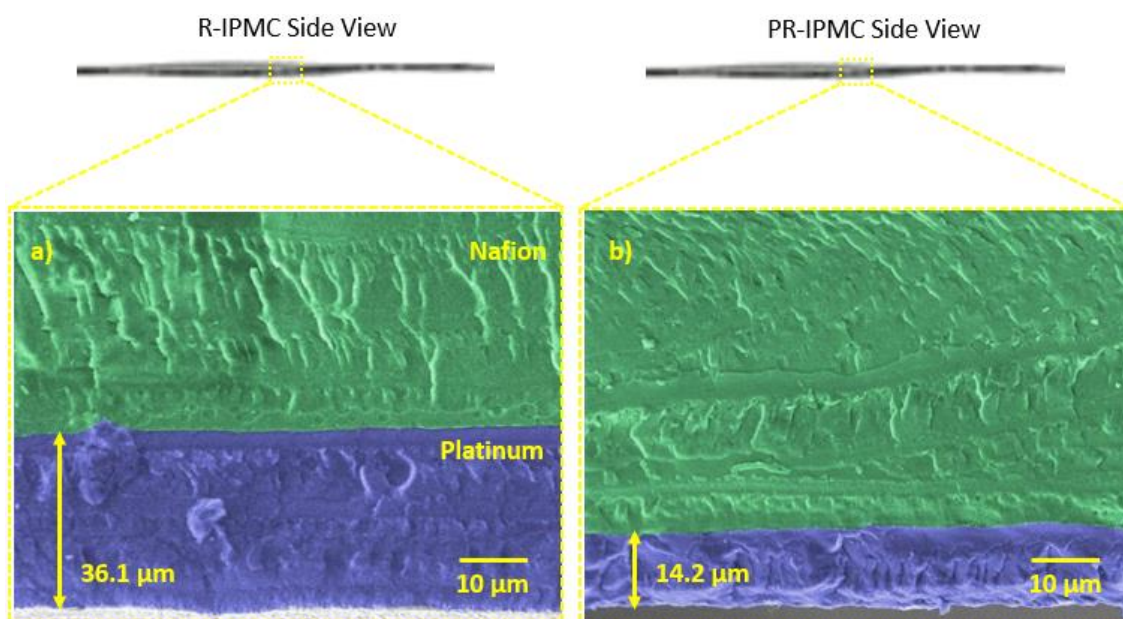 R-IPMC Side View
PR-IPMC Side View
a)
Nafion
Platinum
36.1 µm
10 µm
b)
14.2 µm
10 µm